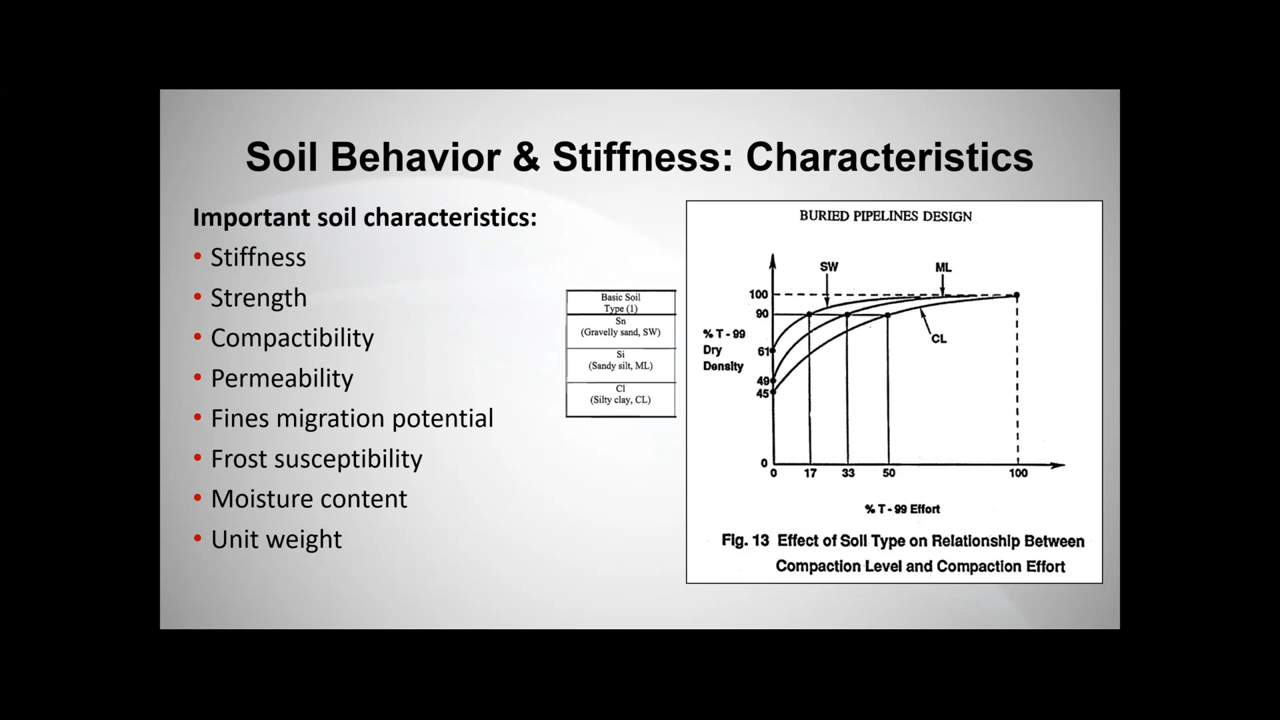 Soil Behavior & Stiffness: Characteristics
Important soil characteristics:
• Stiffness
• Strength
• Compactibility
• Permeability
• Fines migration potential
• Frost susceptibility
• Moisture content
• Unit weight
Basic Soil
Type (1)
Sn
(Gravelly sand, SW)
Si
(Sandy silt, ML)
Cl
(Silty clay, CL)
BURIED PIPELINES DESIGN
SW
ML
CL
100
90
% T - 99
Dry
Density
61
49
45
0
0 17 33 50 100
% T - 99 Effort
Fig. 13 Effect of Soil Type on Relationship Between
Compaction Level and Compaction Effort